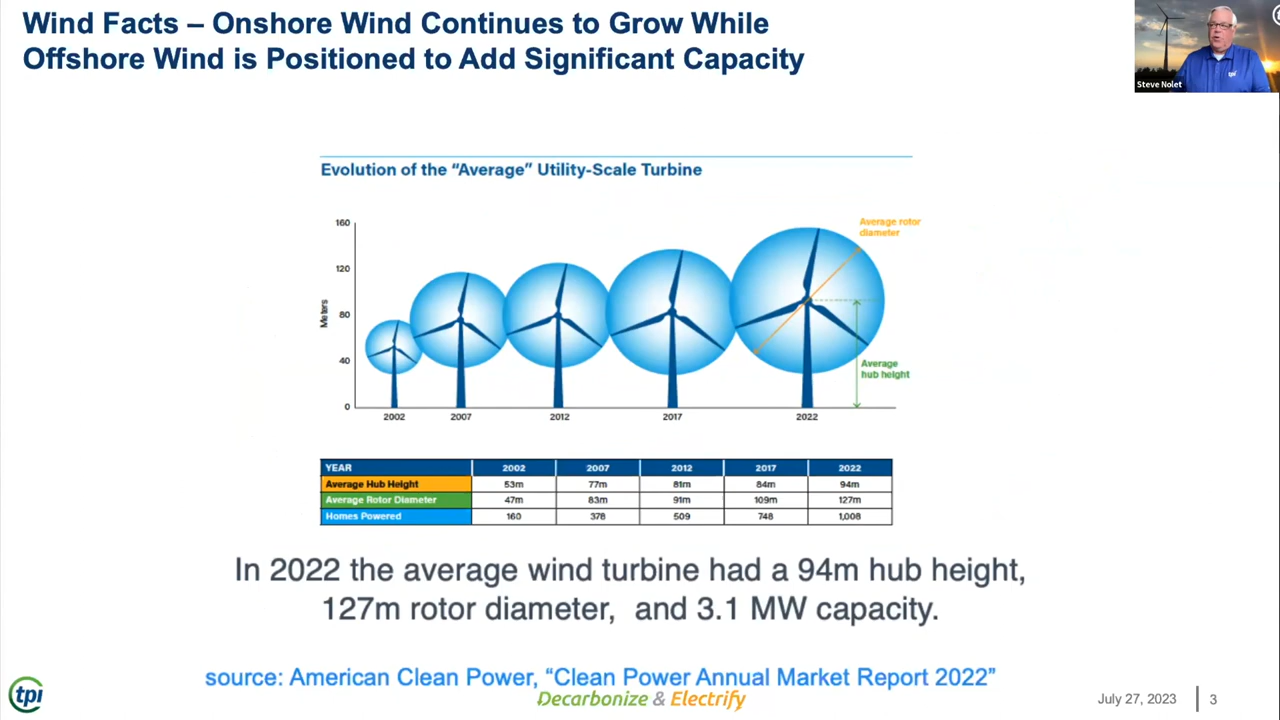 Wind Facts – Onshore Wind Continues to Grow While
Offshore Wind is Positioned to Add Significant Capacity
Steve Nolet
tpi
Evolution of the “Average” Utility-Scale Turbine
Average rotor
diameter
160
120
80
40
0
Meters
Average
hub height
2002 2007 2012 2017 2022
YEAR 2002 2007 2012 2017 2022
Average Hub Height 53m 77m 81m 84m 94m
Average Rotor Diameter 47m 83m 91m 109m 127m
Homes Powered 160 378 509 748 1,008
In 2022 the average wind turbine had a 94m hub height,
127m rotor diameter, and 3.1 MW capacity.
source: American Clean Power, “Clean Power Annual Market Report 2022”
tpi
Decarbonize & Electrify
July 27, 2023 3